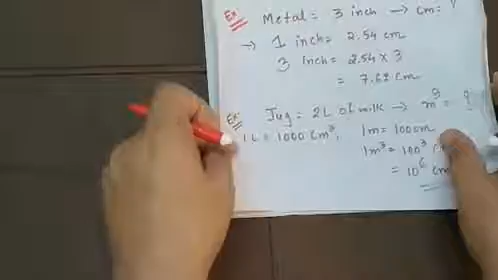 Ex Metal = 3 inch → cm = ?
→ 1 inch = 2.54 cm
3 inch = 2.54 x 3
= 7.62 cm
Ex Jug = 2L of milk → m³ = ?
1L = 1000 cm³, 1m = 100cm
1m³ = 100³
= 10⁶ cm